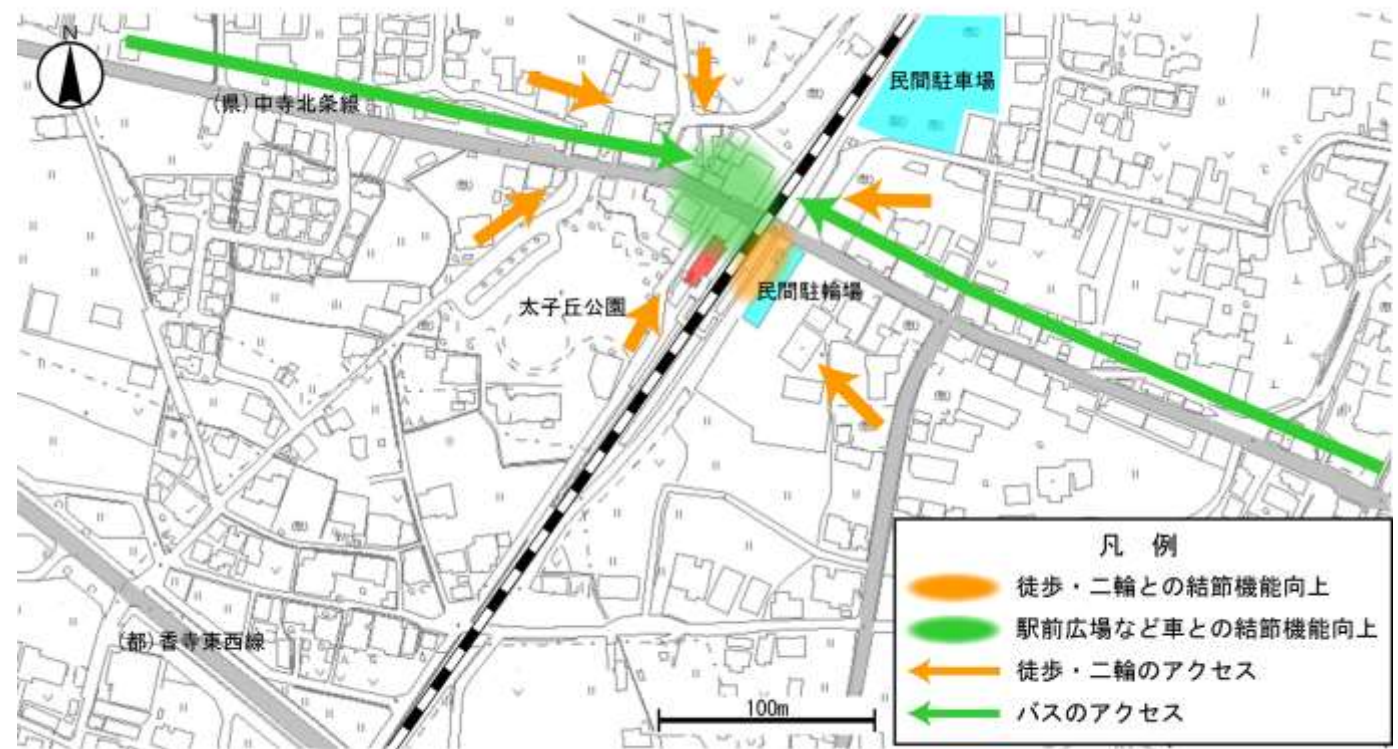 N
民間駐車場
(県)中寺北条線
民間駐輪場
太子丘公園
凡 例
徒歩・二輪との結節機能向上
駅前広場など車との結節機能向上
(都)香寺東西線
徒歩・二輪のアクセス
100m
バスのアクセス